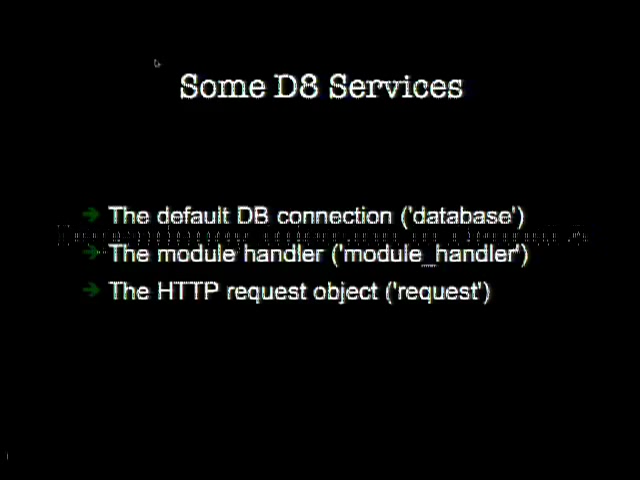 Some D8 Services
The default DB connection ('database')
The module handler ('module_handler')
The HTTP request object ('request')